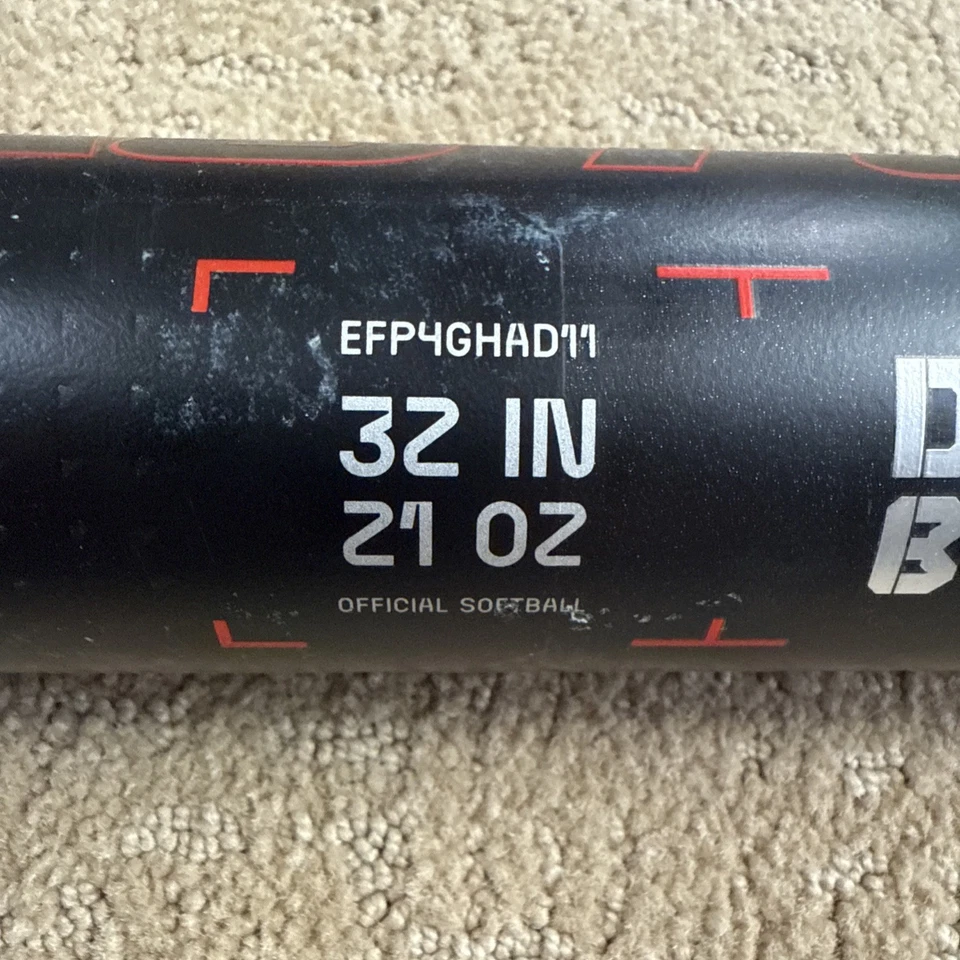 EFP4GHAD11
32 IN
21 OZ
OFFICIAL SOFTBALL
D
B